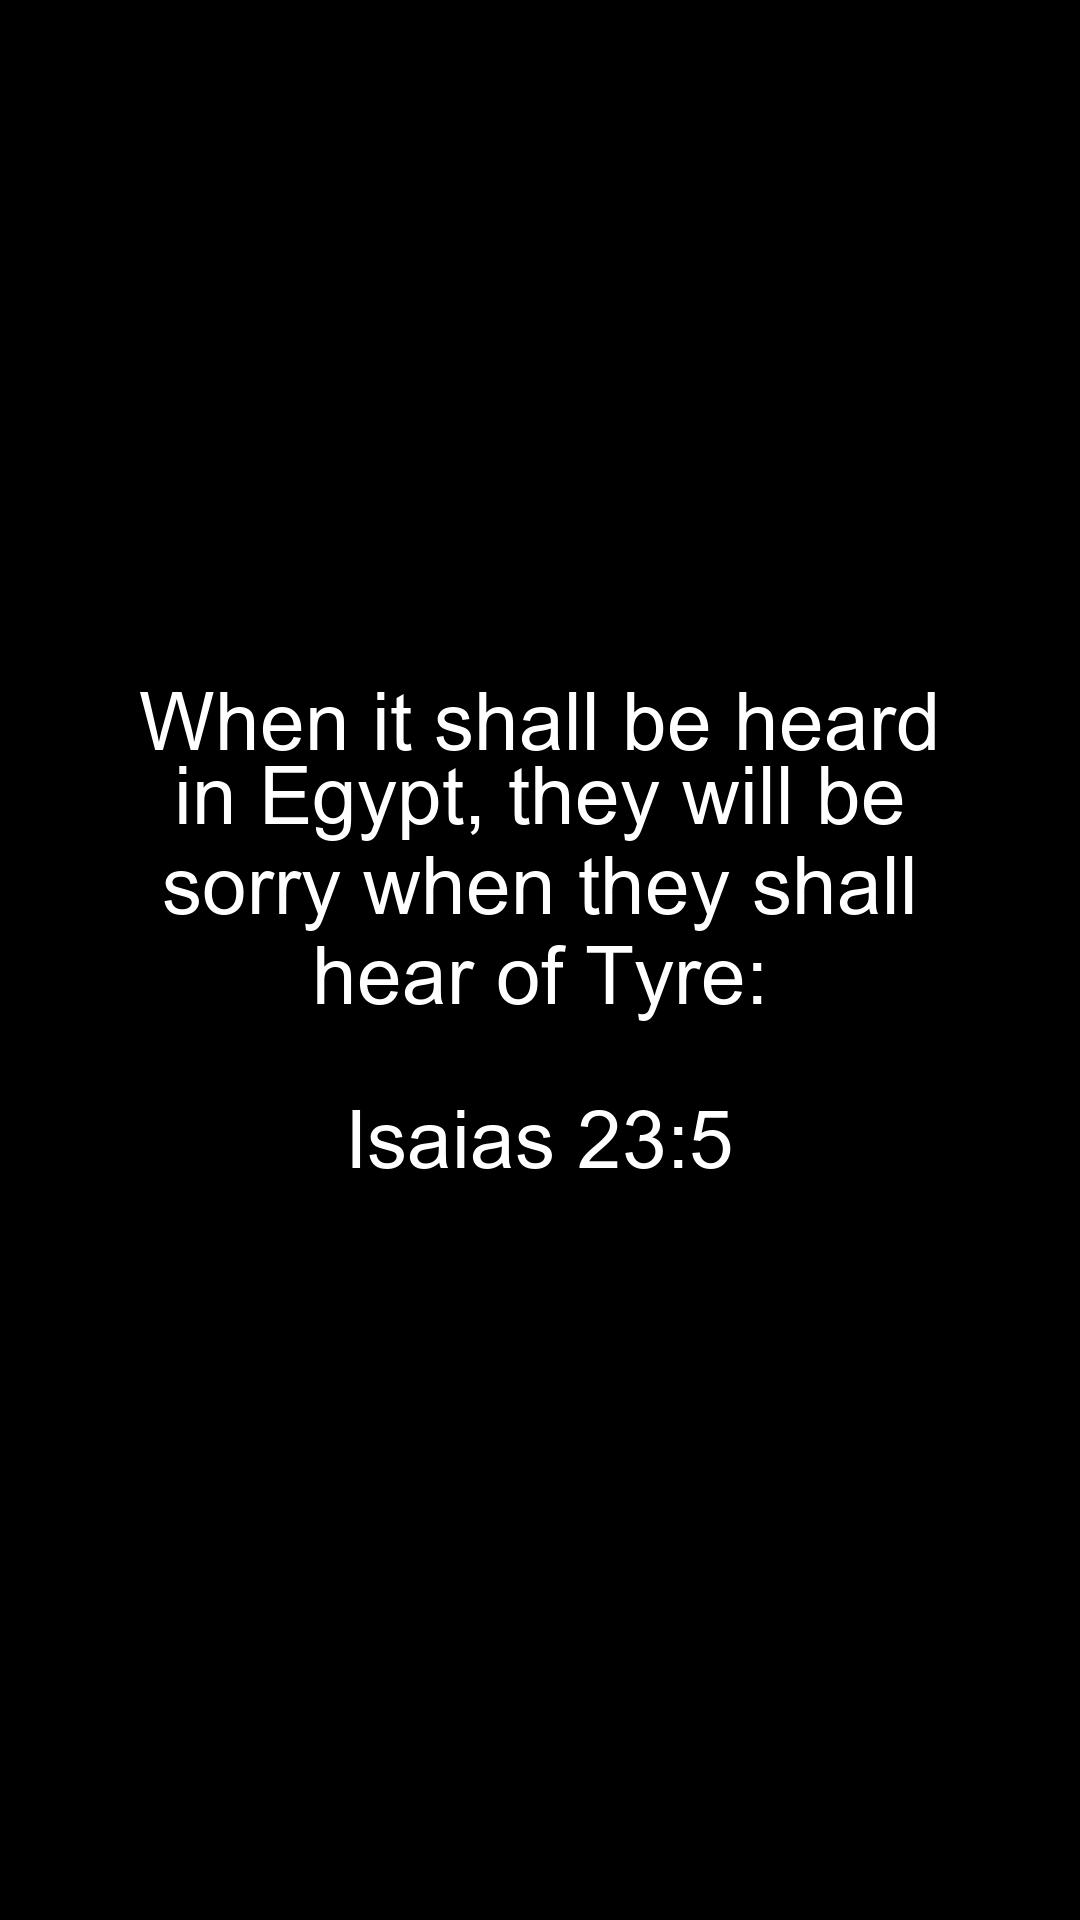 When it shall be heard
in Egypt, they will be
sorry when they shall
hear of Tyre:
Isaias 23:5